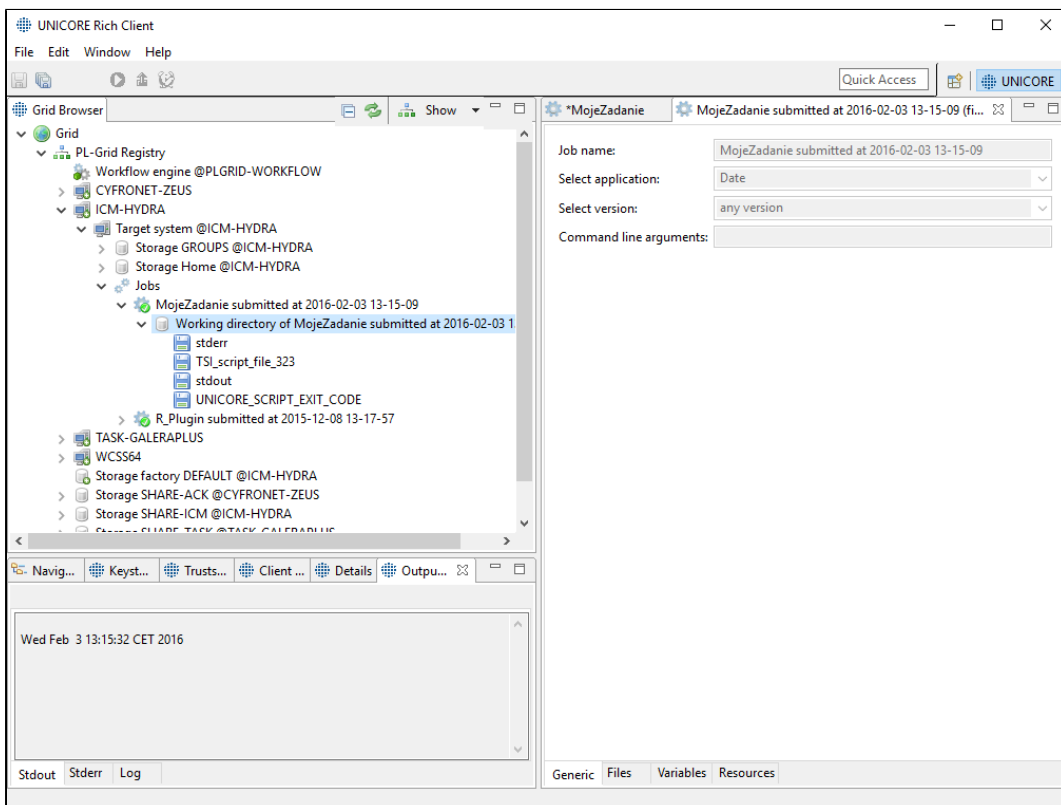 UNICORE Rich Client
File Edit Window Help
Quick Access
UNICORE
Grid Browser
Show
Grid
PL-Grid Registry
Workflow engine @PLGRID-WORKFLOW
CYFRONET-ZEUS
ICM-HYDRA
Target system @ICM-HYDRA
Storage GROUPS @ICM-HYDRA
Storage Home @ICM-HYDRA
Jobs
MojeZadanie submitted at 2016-02-03 13-15-09
Working directory of MojeZadanie submitted at 2016-02-03 1
stderr
TSI_script_file_323
stdout
UNICORE_SCRIPT_EXIT_CODE
R_Plugin submitted at 2015-12-08 13-17-57
TASK-GALERAPLUS
WCSS64
Storage factory DEFAULT @ICM-HYDRA
Storage SHARE-ACK @CYFRONET-ZEUS
Storage SHARE-ICM @ICM-HYDRA
Storage SHARE-TASK @TASK-GALERAPLUS
Navig... Keyst... Trusts... Client ... Details Outpu...
Wed Feb 3 13:15:32 CET 2016
Stdout Stderr Log
*MojeZadanie MojeZadanie submitted at 2016-02-03 13-15-09 (fi...
Job name: MojeZadanie submitted at 2016-02-03 13-15-09
Select application: Date
Select version: any version
Command line arguments:
Generic Files Variables Resources